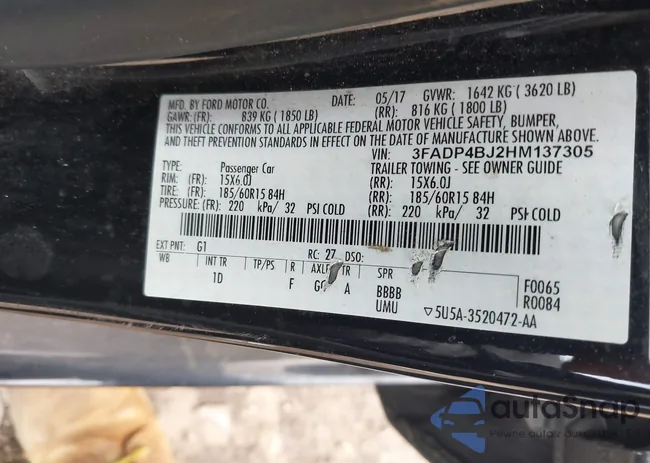 MFD. BY FORD MOTOR CO. DATE: 05/17 GVWR: 1642 KG ( 3620 LB)
GAWR: (FR): 839 KG ( 1850 LB) (RR): 816 KG ( 1800 LB)
THIS VEHICLE CONFORMS TO ALL APPLICABLE FEDERAL MOTOR VEHICLE SAFETY, BUMPER,
AND THEFT PREVENTION STANDARDS IN EFFECT ON THE DATE OF MANUFACTURE SHOWN ABOVE.
VIN: 3FADP4BJ2HM137305
TYPE: Passenger Car TRAILER TOWING - SEE OWNER GUIDE
RIM: (FR): 15X6.0J (RR): 15X6.0J
TIRE: (FR): 185/60R15 84H (RR): 185/60R15 84H
PRESSURE: (FR): 220 kPa/ 32 PSI COLD (RR): 220 kPa/ 32 PSI COLD
EXT PNT: G1 RC: 27 DSO:
WB INT TR TP/PS R AXLE TR SPR F0065
1D F A BBBB R0084
UMU ▽5U5A-3520472-AA
autoSnap
Pewne auto z